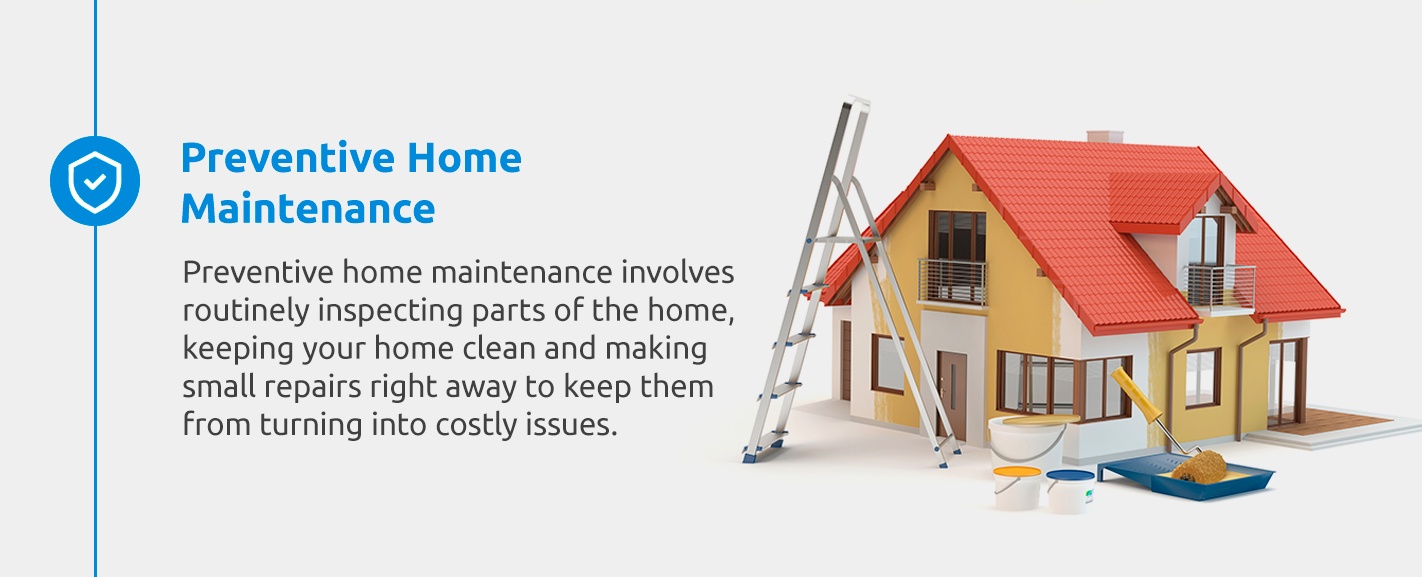 Preventive Home
Maintenance
Preventive home maintenance involves
routinely inspecting parts of the home,
keeping your home clean and making
small repairs right away to keep them
from turning into costly issues.